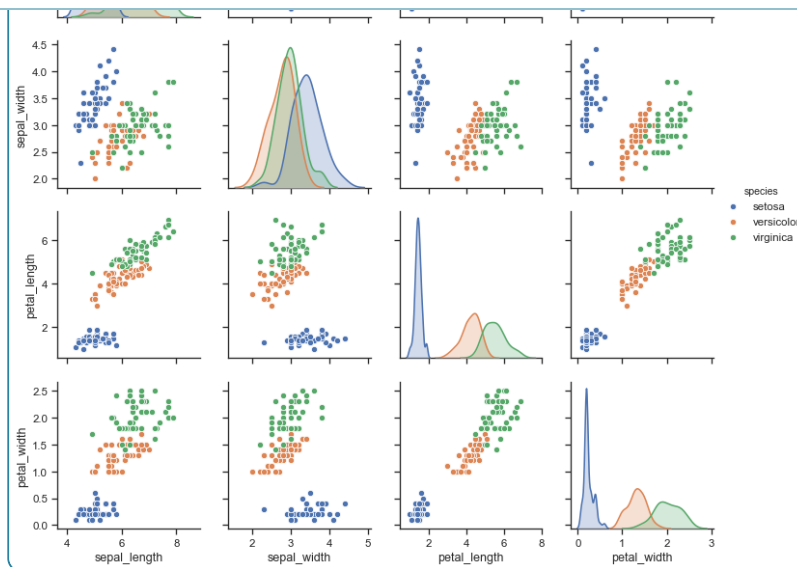 4.5
4.0
3.5
3.0
2.5
2.0
sepal_width
species
setosa
versicolor
virginica
6
4
2
petal_length
2.5
2.0
1.5
1.0
0.5
0.0
petal_width
4 6 8 2 3 4 5 2 4 6 8 0 1 2 3
sepal_length sepal_width petal_length petal_width